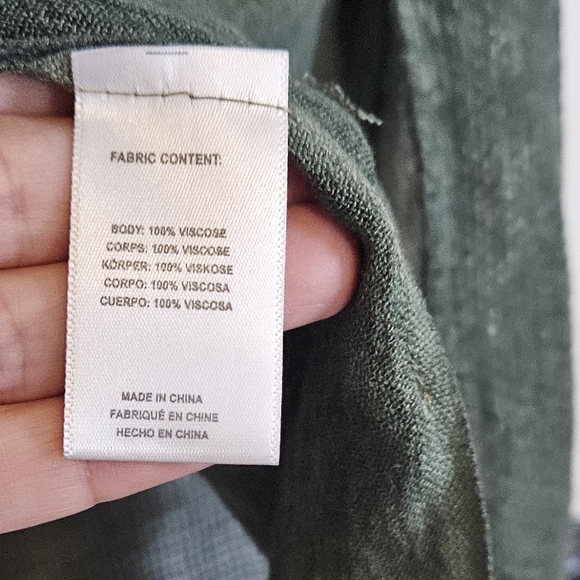 FABRIC CONTENT:
BODY: 100% VISCOSE
CORPS: 100% VISCOSE
KÖRPER: 100% VISKOSE
CORPO: 100% VISCOSA
CUERPO: 100% VISCOSA
MADE IN CHINA
FABRIQUÉ EN CHINE
HECHO EN CHINA